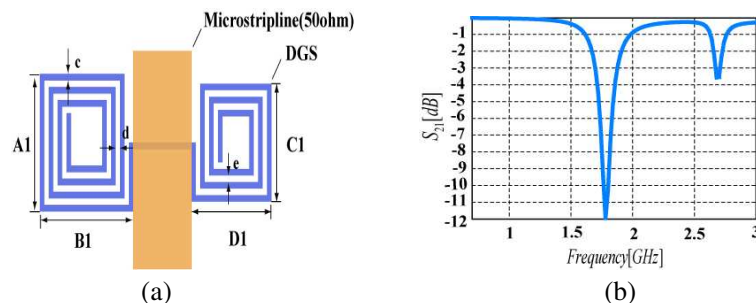 Microstripline(50ohm)
DGS
c
A1
d
C1
e
B1
D1
(a)
(b)
S21[dB]
-1
-2
-3
-4
-5
-6
-7
-8
-9
-10
-11
-12
1
1.5
2
2.5
3
Frequency[GHz]